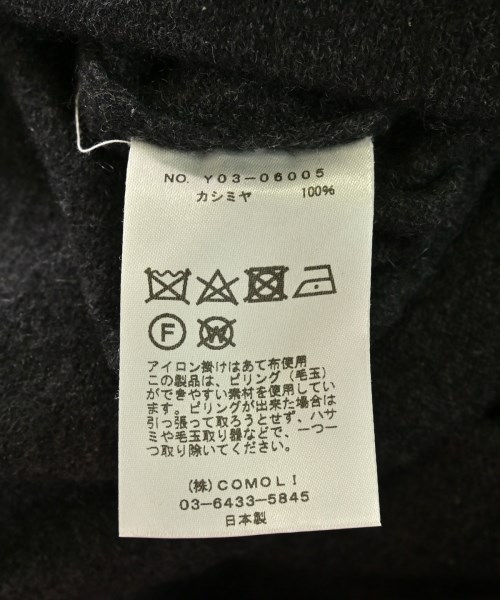 NO. Y03-06005
カシミヤ 100%
F
W
アイロン掛けはあて布使用
この製品は、ピリング(毛玉)
ができやすい素材を使用してい
ます。ピリングが出来た場合は
引っ張って取ろうとせず、ハサ
ミや毛玉取り器などで、一つ一
つ取り除いてください。
(株)COMOLI
03-6433-5845
日本製